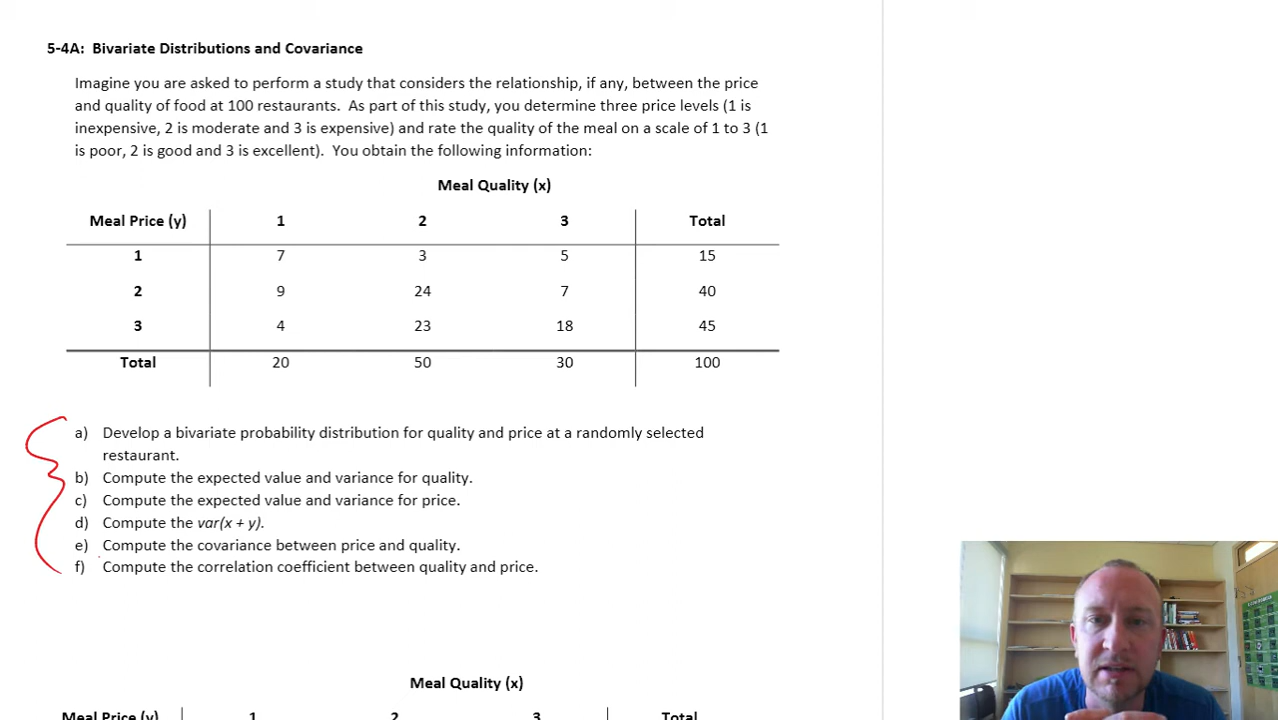 5-4A: Bivariate Distributions and Covariance
Imagine you are asked to perform a study that considers the relationship, if any, between the price
and quality of food at 100 restaurants. As part of this study, you determine three price levels (1 is
inexpensive, 2 is moderate and 3 is expensive) and rate the quality of the meal on a scale of 1 to 3 (1
is poor, 2 is good and 3 is excellent). You obtain the following information:
Meal Quality (x)
Meal Price (y) 1 2 3 Total
1 7 3 5 15
2 9 24 7 40
3 4 23 18 45
Total 20 50 30 100
a) Develop a bivariate probability distribution for quality and price at a randomly selected
restaurant.
b) Compute the expected value and variance for quality.
c) Compute the expected value and variance for price.
d) Compute the var(x + y).
e) Compute the covariance between price and quality.
f) Compute the correlation coefficient between quality and price.
Meal Quality (x)
Meal Price (y) 1 2 3 Total